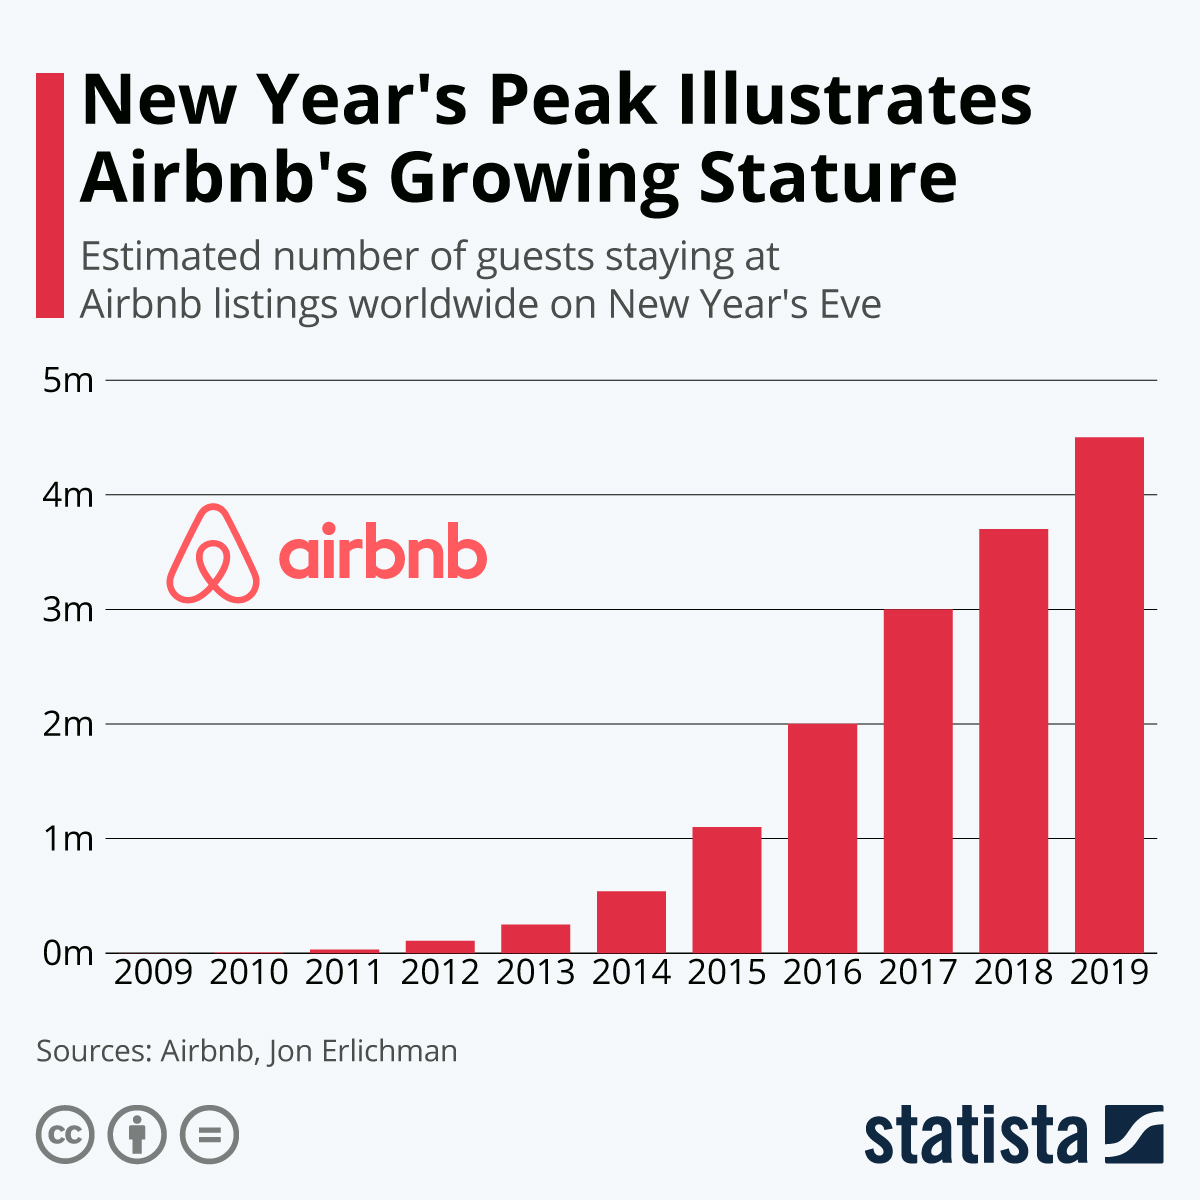 New Year's Peak Illustrates
Airbnb's Growing Stature
Estimated number of guests staying at
Airbnb listings worldwide on New Year's Eve
5m
4m
airbnb
3m
2m
1m
0m
2009 2010 2011 2012 2013 2014 2015 2016 2017 2018 2019
Sources: Airbnb, Jon Erlichman
cc = statista